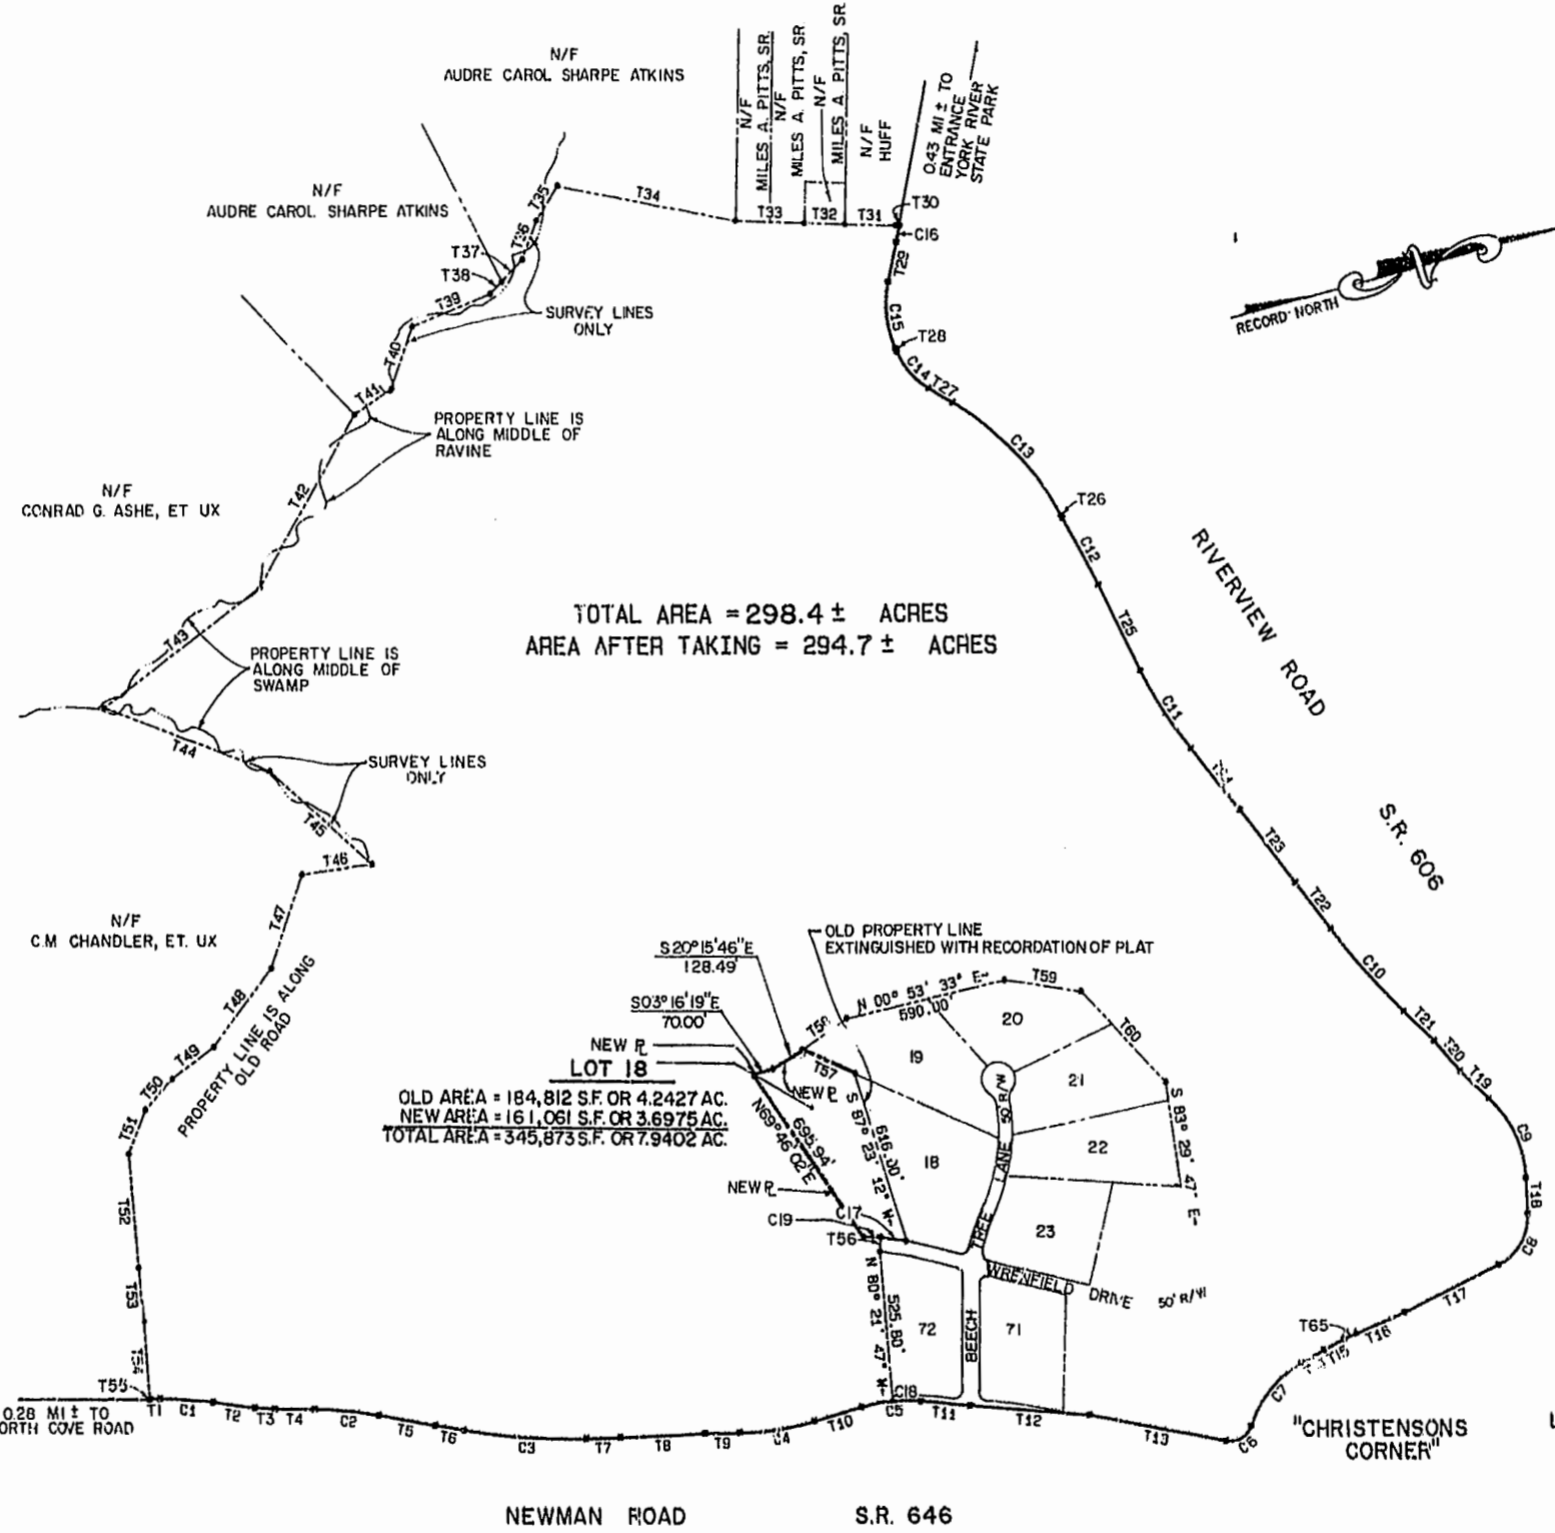 N/F
AUDRE CAROL SHARPE ATKINS
N/F
AUDRE CAROL SHARPE ATKINS
N/F
MILES A. PITTS, SR.
N/F
MILES A. PITTS, SR.
N/F
MILES A. PITTS, SR.
N/F
HUFF
0.43 MI ± TO
ENTRANCE
YORK RIVER
STATE PARK
RECORD NORTH
N
T30
C16
T29
C15
T28
C14
T27
C13
T26
C12
T25
C11
T23
T22
C10
T21
T20
T19
C9
T18
C8
T17
T16
T65
T15
C7
C6
T31
T32
T33
T34
T35
T36
T37
T38
T39
T40
T41
T42
T43
T44
T45
T46
T47
T48
T49
T50
T51
T52
T53
T54
T55
SURVEY LINES
ONLY
PROPERTY LINE IS
ALONG MIDDLE OF
RAVINE
N/F
CONRAD G. ASHE, ET UX
TOTAL AREA = 298.4 ± ACRES
AREA AFTER TAKING = 294.7 ± ACRES
PROPERTY LINE IS
ALONG MIDDLE OF
SWAMP
SURVEY LINES
ONLY
RIVERVIEW ROAD
S.R. 606
N/F
C.M CHANDLER, ET. UX
PROPERTY LINE IS ALONG
OLD ROAD
OLD PROPERTY LINE
EXTINGUISHED WITH RECORDATION OF PLAT
S 20° 15' 46" E
128.49'
S03° 16' 19" E
70.00'
NEW PL
LOT 18
OLD AREA = 184,812 S.F. OR 4.2427 AC.
NEW AREA = 161,061 S.F. OR 3.6975 AC.
TOTAL AREA = 345,873 S.F. OR 7.9402 AC.
N 00° 53' 33" E-
590.00'
T58
T57
T59
T60
NEW PL
N69° 46' 02" E
695.94'
S 87° 23' 12" W-
616.00'
S 83° 29' 47" E-
20
19
21
22
18
23
50' R/W
BEECH TREE LANE
NEW PL
C17
C19
T56
WRENFIELD DRIVE 50' R/W
N 80° 21' 47" W-
525.80'
72
71
C18
0.28 MI ± TO
ORTH COVE ROAD
T1
C1
T2
T3
T4
C2
T5
T6
C3
T7
T8
T9
C4
T10
C5
T11
T12
T13
"CHRISTENSONS
CORNER"
NEWMAN ROAD S.R. 646